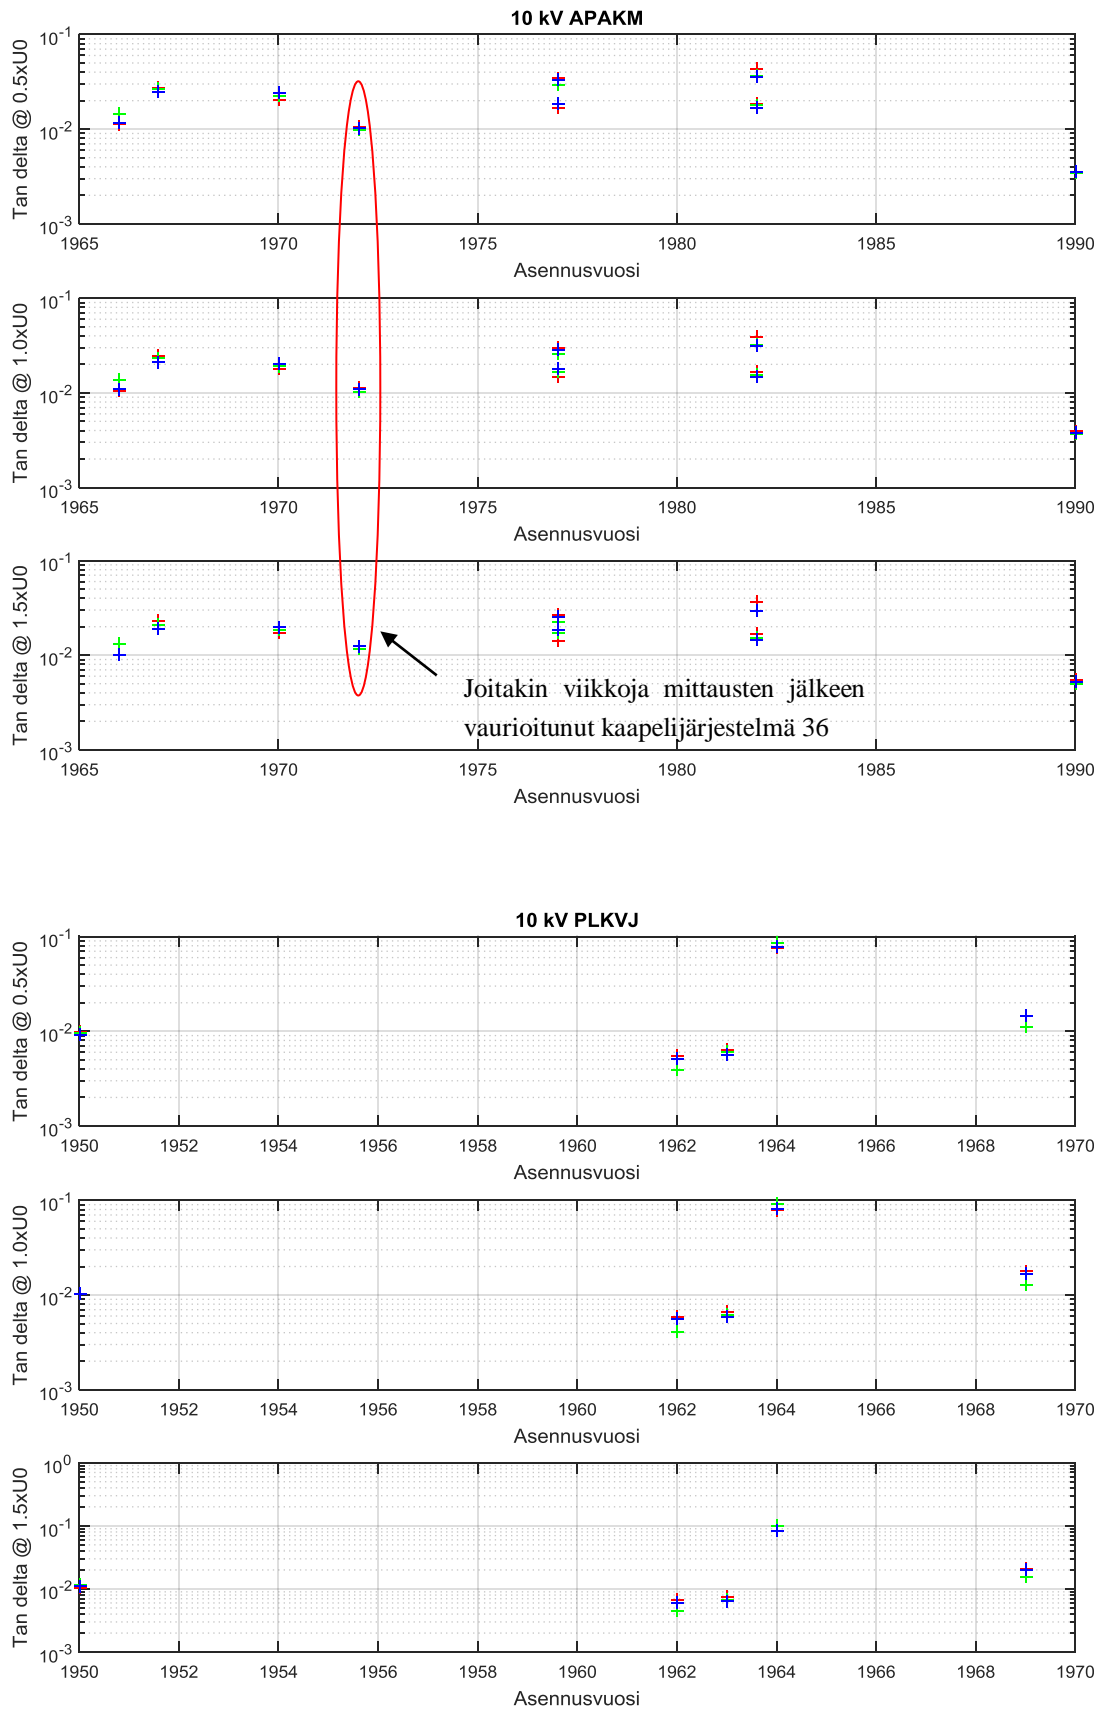 10 kV APAKM
Tan delta @ 0.5xU0
10-1
10-2
10-3
1965 1970 1975 1980 1985 1990
Asennusvuosi
Tan delta @ 1.0xU0
10-1
10-2
10-3
1965 1970 1975 1980 1985 1990
Asennusvuosi
Tan delta @ 1.5xU0
10-1
10-2
10-3
Joitakin viikkoja mittausten jälkeen
vaurioitunut kaapelijärjestelmä 36
1965 1970 1975 1980 1985 1990
Asennusvuosi
10 kV PLKVJ
Tan delta @ 0.5xU0
10-1
10-2
10-3
1950 1952 1954 1956 1958 1960 1962 1964 1966 1968 1970
Asennusvuosi
Tan delta @ 1.0xU0
10-1
10-2
10-3
1950 1952 1954 1956 1958 1960 1962 1964 1966 1968 1970
Asennusvuosi
Tan delta @ 1.5xU0
100
10-1
10-2
10-3
1950 1952 1954 1956 1958 1960 1962 1964 1966 1968 1970
Asennusvuosi